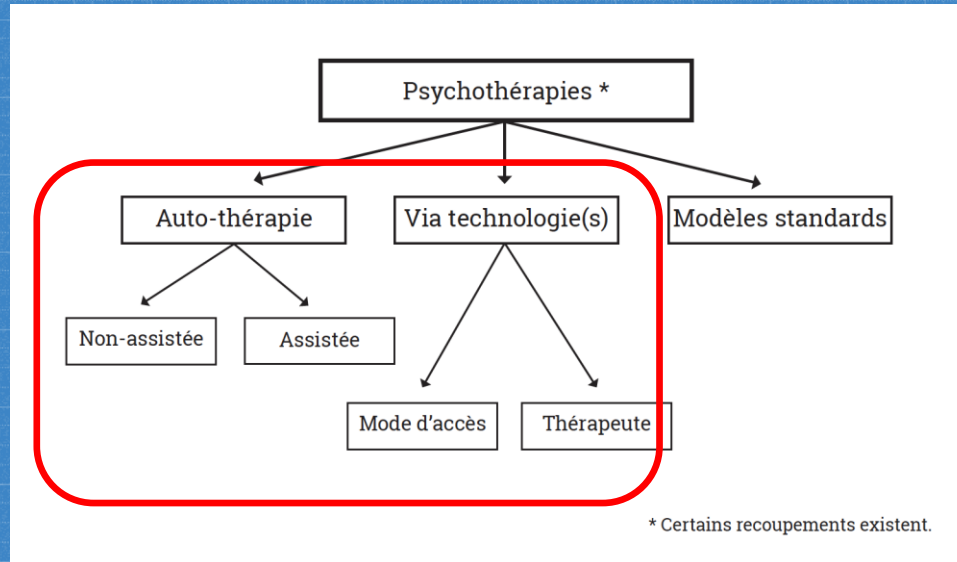 Psychothérapies *
Auto-thérapie
Via technologie(s)
Modèles standards
Non-assistée
Assistée
Mode d'accès
Thérapeute
* Certains recoupements existent.